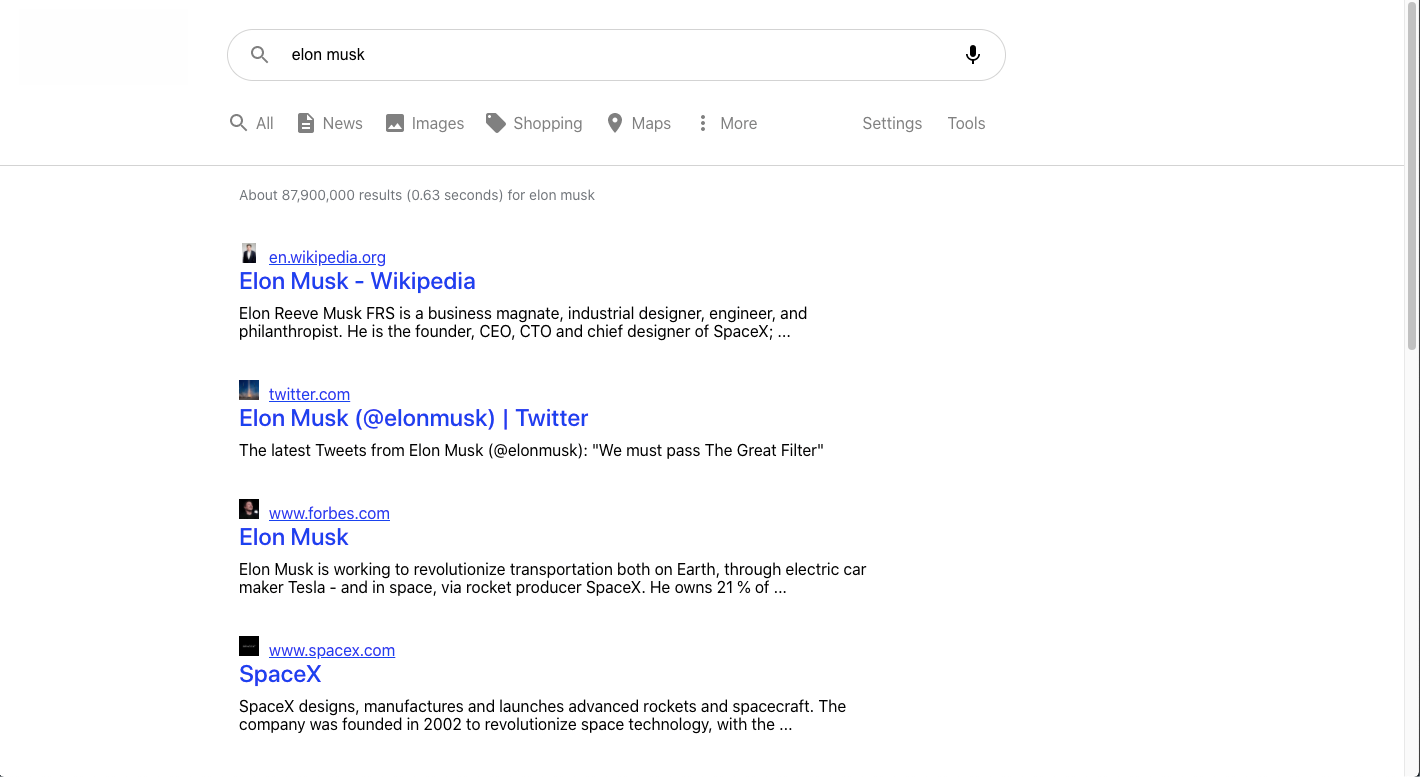 elon musk
All News Images Shopping Maps More Settings Tools
About 87,900,000 results (0.63 seconds) for elon musk
en.wikipedia.org
Elon Musk - Wikipedia
Elon Reeve Musk FRS is a business magnate, industrial designer, engineer, and
philanthropist. He is the founder, CEO, CTO and chief designer of SpaceX; ...
twitter.com
Elon Musk (@elonmusk) | Twitter
The latest Tweets from Elon Musk (@elonmusk): "We must pass The Great Filter"
www.forbes.com
Elon Musk
Elon Musk is working to revolutionize transportation both on Earth, through electric car
maker Tesla - and in space, via rocket producer SpaceX. He owns 21 % of ...
www.spacex.com
SpaceX
SpaceX designs, manufactures and launches advanced rockets and spacecraft. The
company was founded in 2002 to revolutionize space technology, with the ...